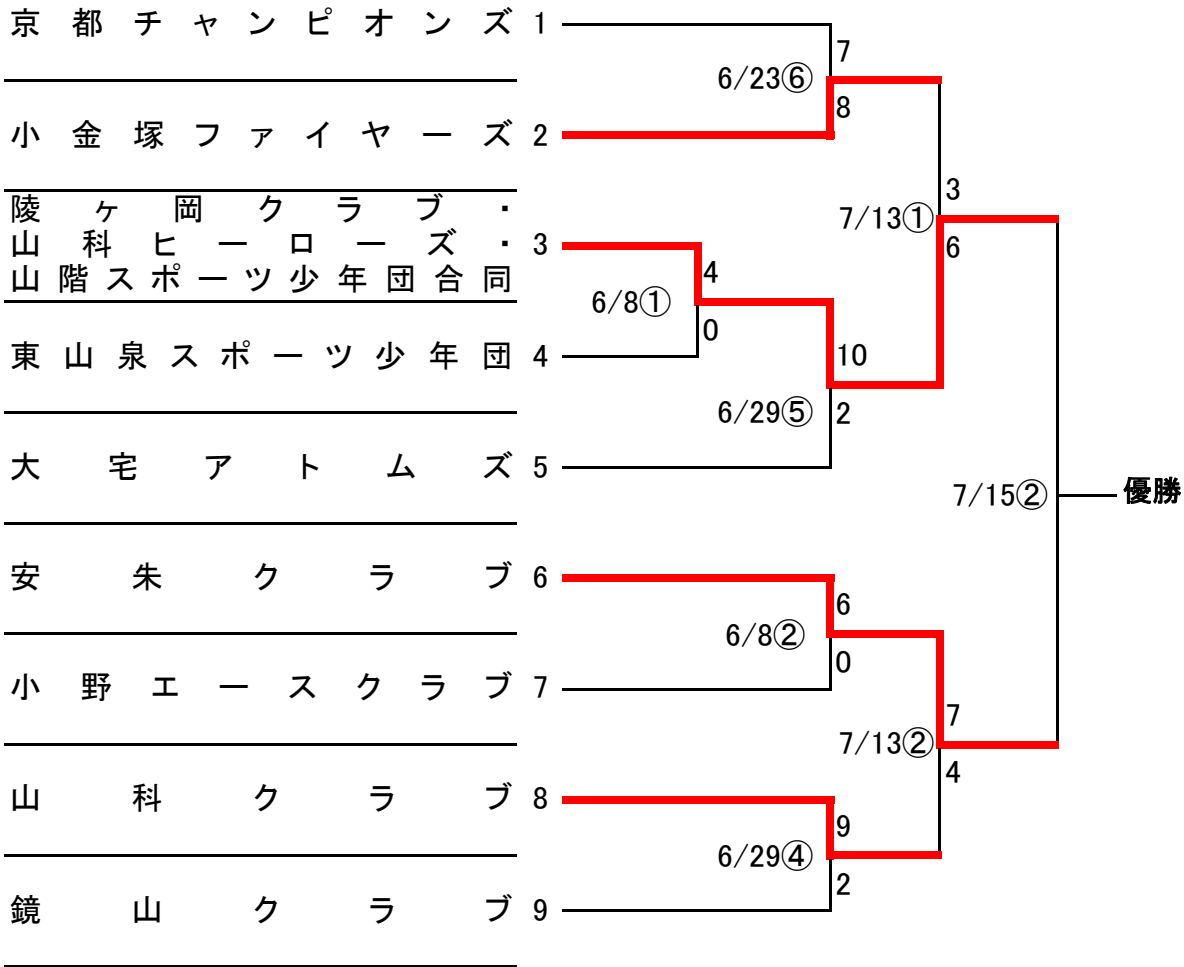 京都チャンピオンズ 1
7
6/23⑥
8
小金塚ファイヤーズ 2
3
陵ヶ岡クラブ・
山科ヒーローズ・ 3
山階スポーツ少年団合同
7/13①
6
4
6/8①
0
東山泉スポーツ少年団 4
10
6/29⑤
2
大宅アトムズ 5
7/15②
優勝
安朱クラブ 6
6
6/8②
0
小野エースクラブ 7
7
7/13②
4
山科クラブ 8
9
6/29④
2
鏡山クラブ 9